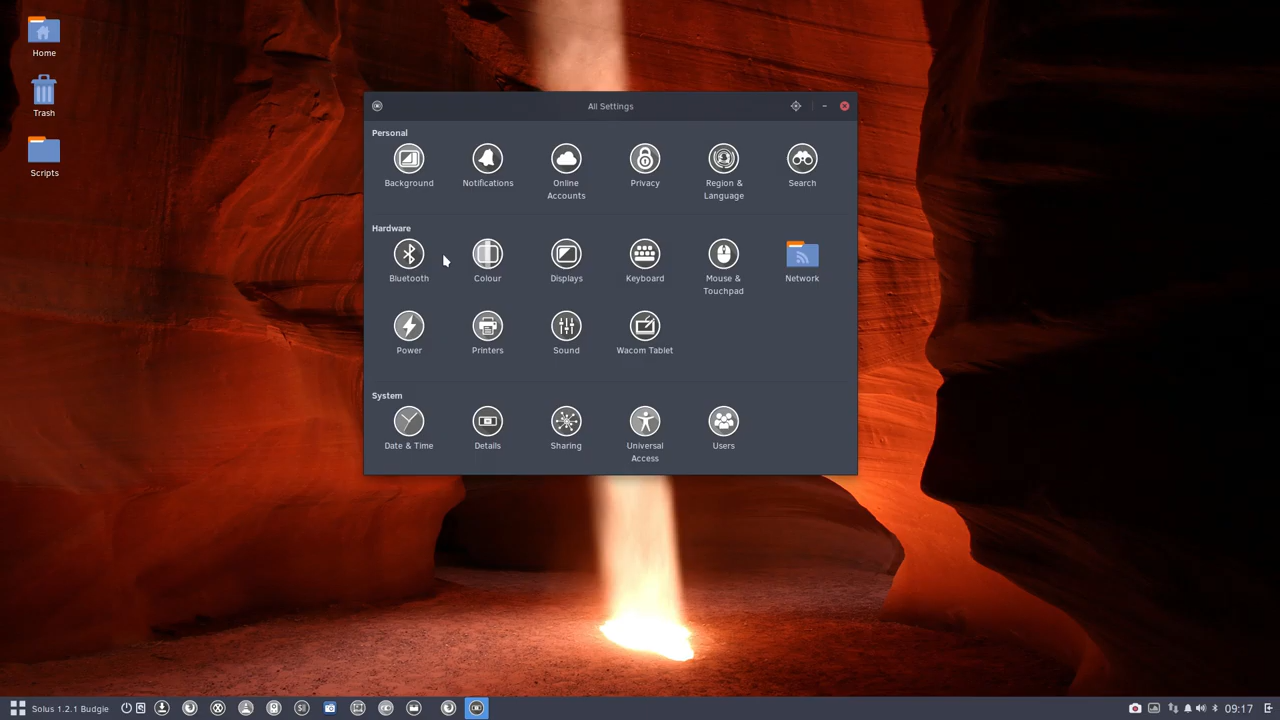 Home
Trash
Scripts
All Settings
Personal
Background
Notifications
Online
Accounts
Privacy
Region &
Language
Search
Hardware
Bluetooth
Colour
Displays
Keyboard
Mouse &
Touchpad
Network
Power
Printers
Sound
Wacom Tablet
System
Date & Time
Details
Sharing
Universal
Access
Users
Solus 1.2.1 Budgie
09:17